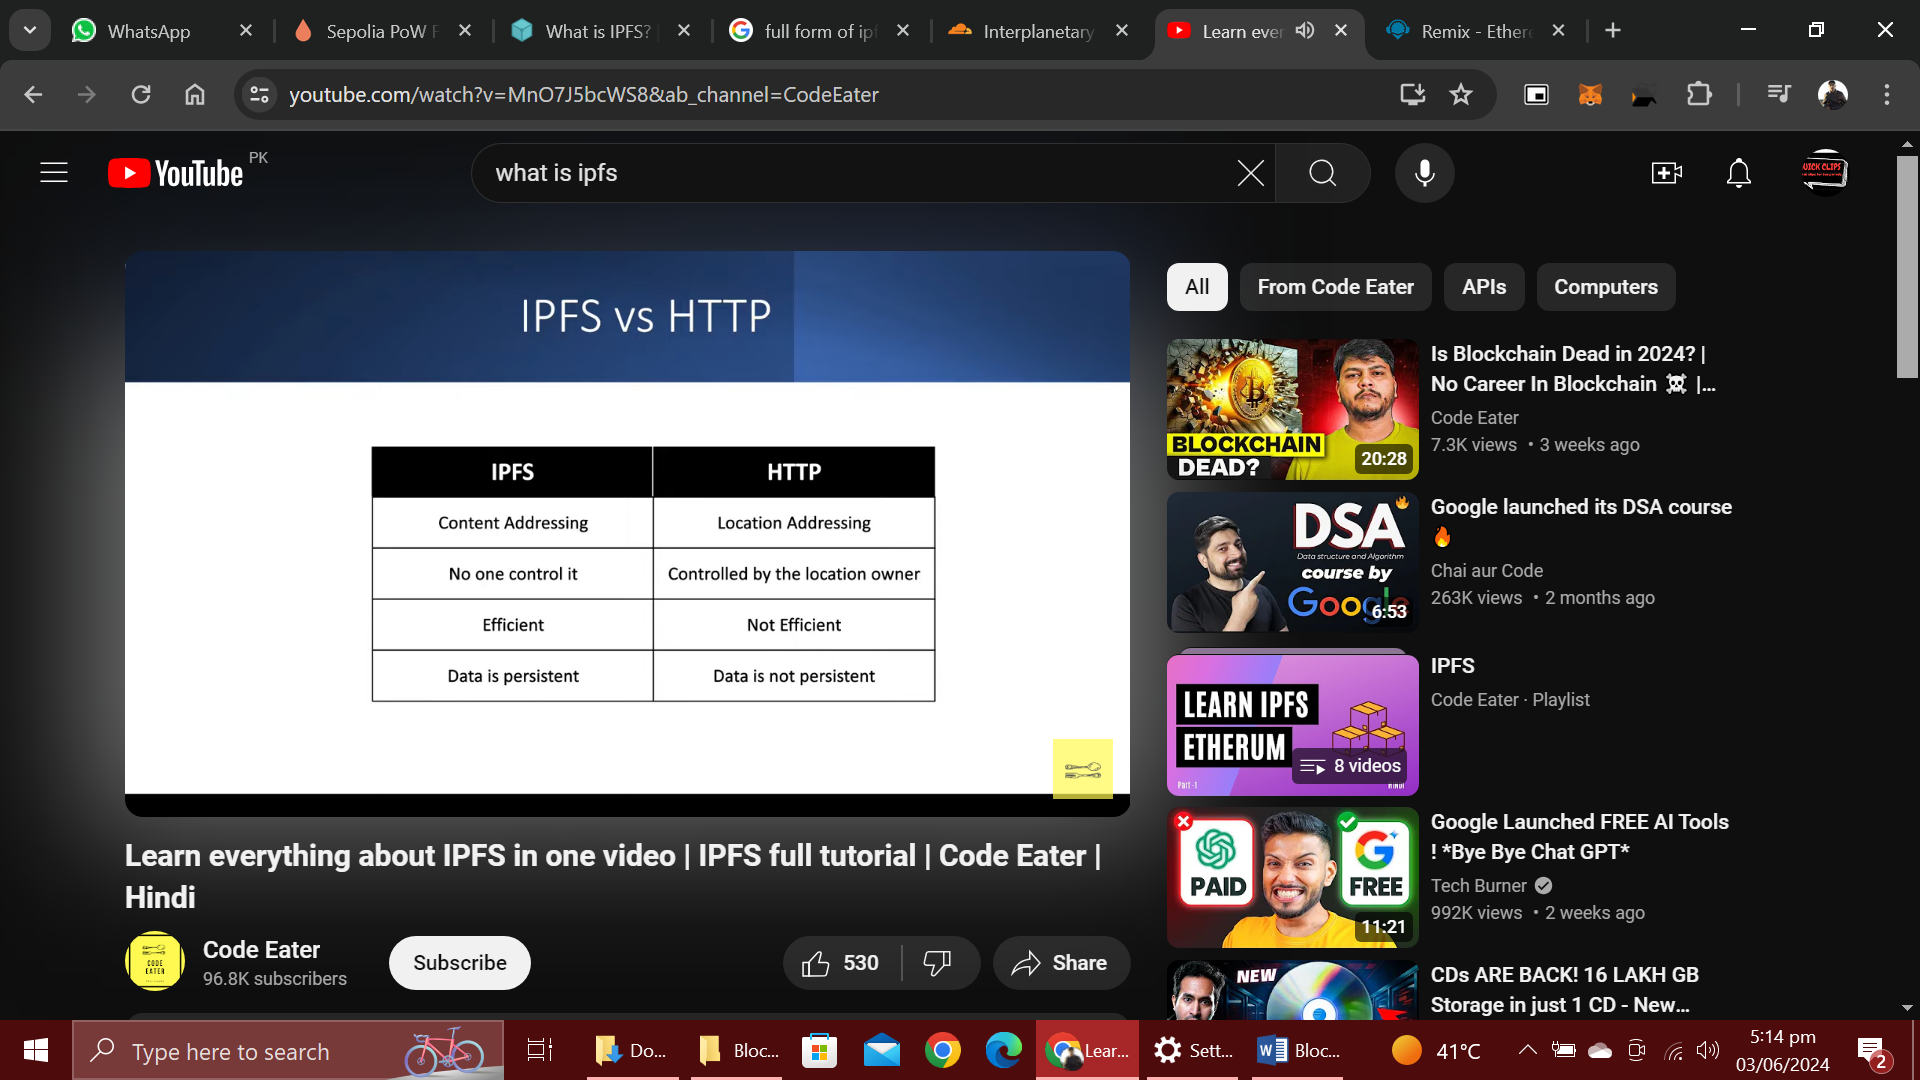 WhatsApp
Sepolia PoW F
What is IPFS?
full form of ipf
Interplanetary
Learn ever
Remix - Ether
youtube.com/watch?v=MnO7J5bcWS8&ab_channel=CodeEater
YouTube PK
what is ipfs
QUICK CLIPS
IPFS vs HTTP
IPFS HTTP
Content Addressing Location Addressing
No one control it Controlled by the location owner
Efficient Not Efficient
Data is persistent Data is not persistent
Learn everything about IPFS in one video | IPFS full tutorial | Code Eater |
Hindi
CODE
EATER
Code Eater
96.8K subscribers
Subscribe
530
Share
All
From Code Eater
APIs
Computers
BLOCKCHAIN
DEAD?
20:28
Is Blockchain Dead in 2024? |
No Career In Blockchain ☠ |...
Code Eater
7.3K views • 3 weeks ago
DSA
Data structure and Algorithm
course by
Google
6:53
Google launched its DSA course
🔥
Chai aur Code
263K views • 2 months ago
LEARN IPFS
ETHERUM
Part -1
HINDI
8 videos
IPFS
Code Eater · Playlist
PAID
FREE
11:21
Google Launched FREE AI Tools
! *Bye Bye Chat GPT*
Tech Burner
992K views • 2 weeks ago
NEW
CDs ARE BACK! 16 LAKH GB
Storage in just 1 CD - New...
Type here to search
Do...
Bloc...
Lear...
Sett...
Bloc...
41°C
5:14 pm
03/06/2024
2